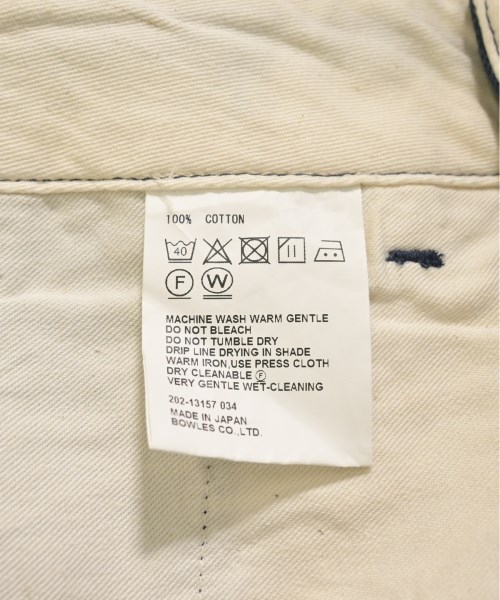 100% COTTON
40
F W
MACHINE WASH WARM GENTLE
DO NOT BLEACH
DO NOT TUMBLE DRY
DRIP LINE DRYING IN SHADE
WARM IRON,USE PRESS CLOTH
DRY CLEANABLE Ⓕ
VERY GENTLE WET-CLEANING
202-13157 034
MADE IN JAPAN
BOWLES CO.,LTD.